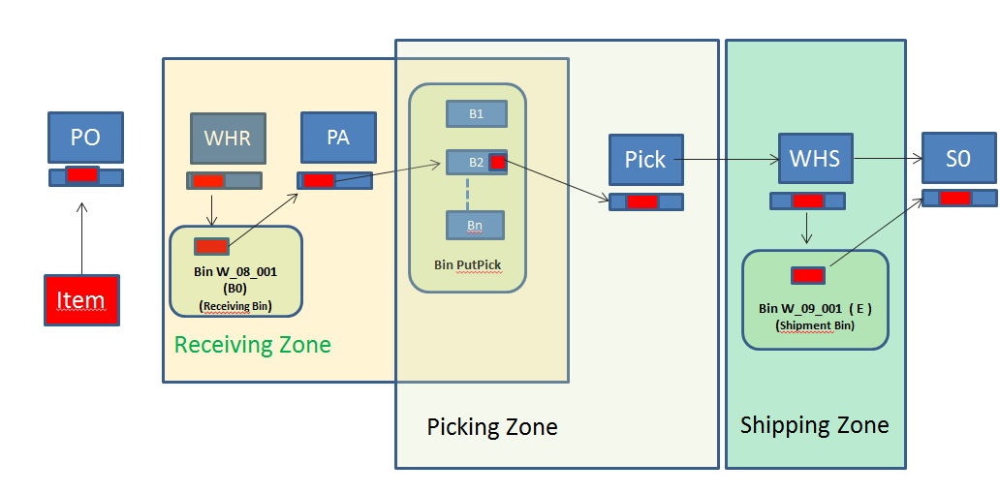 PO
Item
WHR
PA
Bin W_08_001
(B0)
(Receiving Bin)
Receiving Zone
B1
B2
Bn
Bin PutPick
Pick
Picking Zone
WHS
Bin W_09_001 ( E )
(Shipment Bin)
Shipping Zone
S0